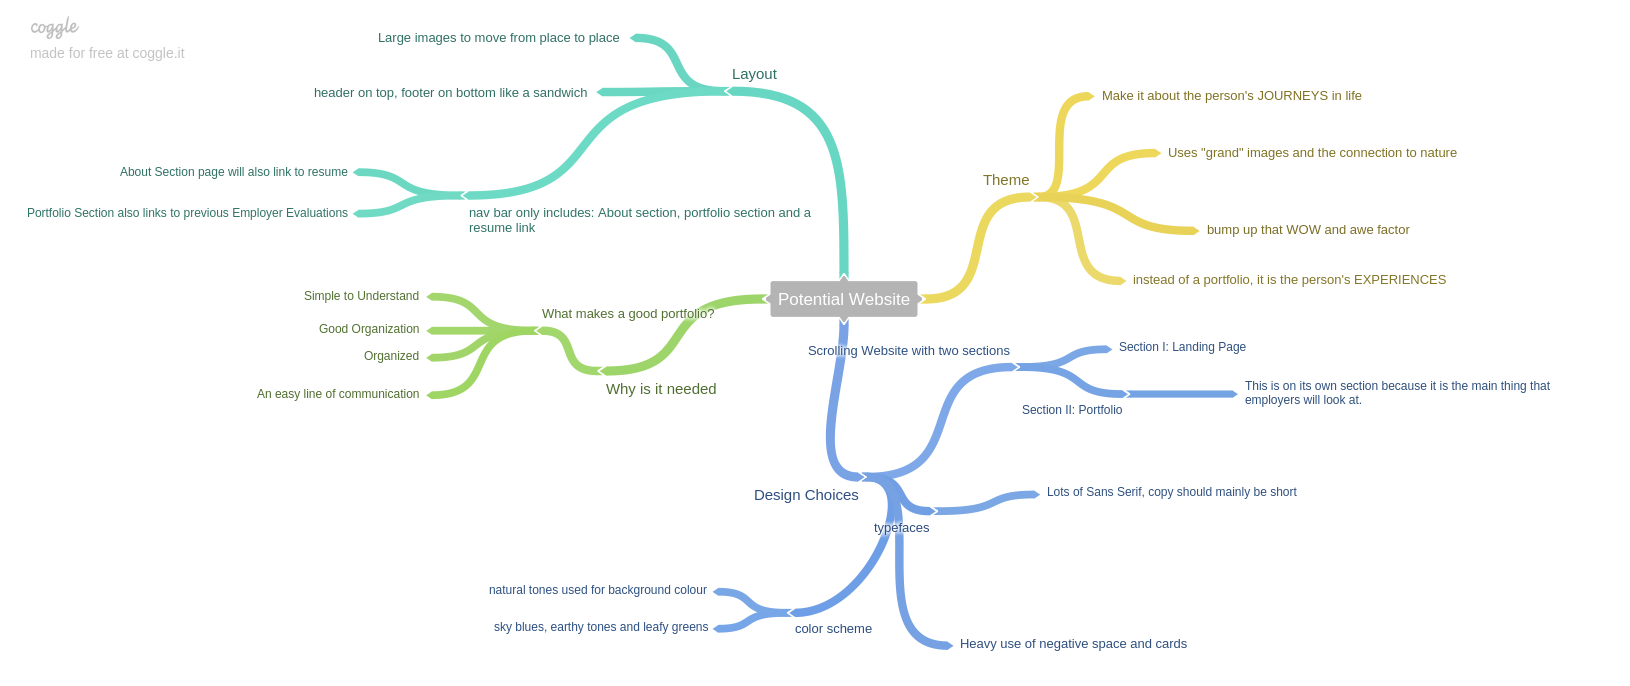 coggle
made for free at coggle.it
Large images to move from place to place
Layout
header on top, footer on bottom like a sandwich
About Section page will also link to resume
Portfolio Section also links to previous Employer Evaluations
nav bar only includes: About section, portfolio section and a
resume link
Make it about the person's JOURNEYS in life
Uses "grand" images and the connection to nature
Theme
bump up that WOW and awe factor
instead of a portfolio, it is the person's EXPERIENCES
Potential Website
Simple to Understand
What makes a good portfolio?
Good Organization
Organized
An easy line of communication
Why is it needed
Scrolling Website with two sections
Section I: Landing Page
This is on its own section because it is the main thing that
employers will look at.
Section II: Portfolio
Design Choices
Lots of Sans Serif, copy should mainly be short
typefaces
natural tones used for background colour
sky blues, earthy tones and leafy greens
color scheme
Heavy use of negative space and cards